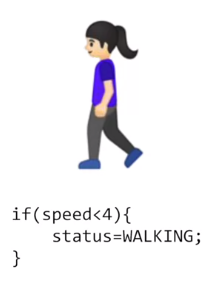 if(speed<4){
    status=WALKING;
}